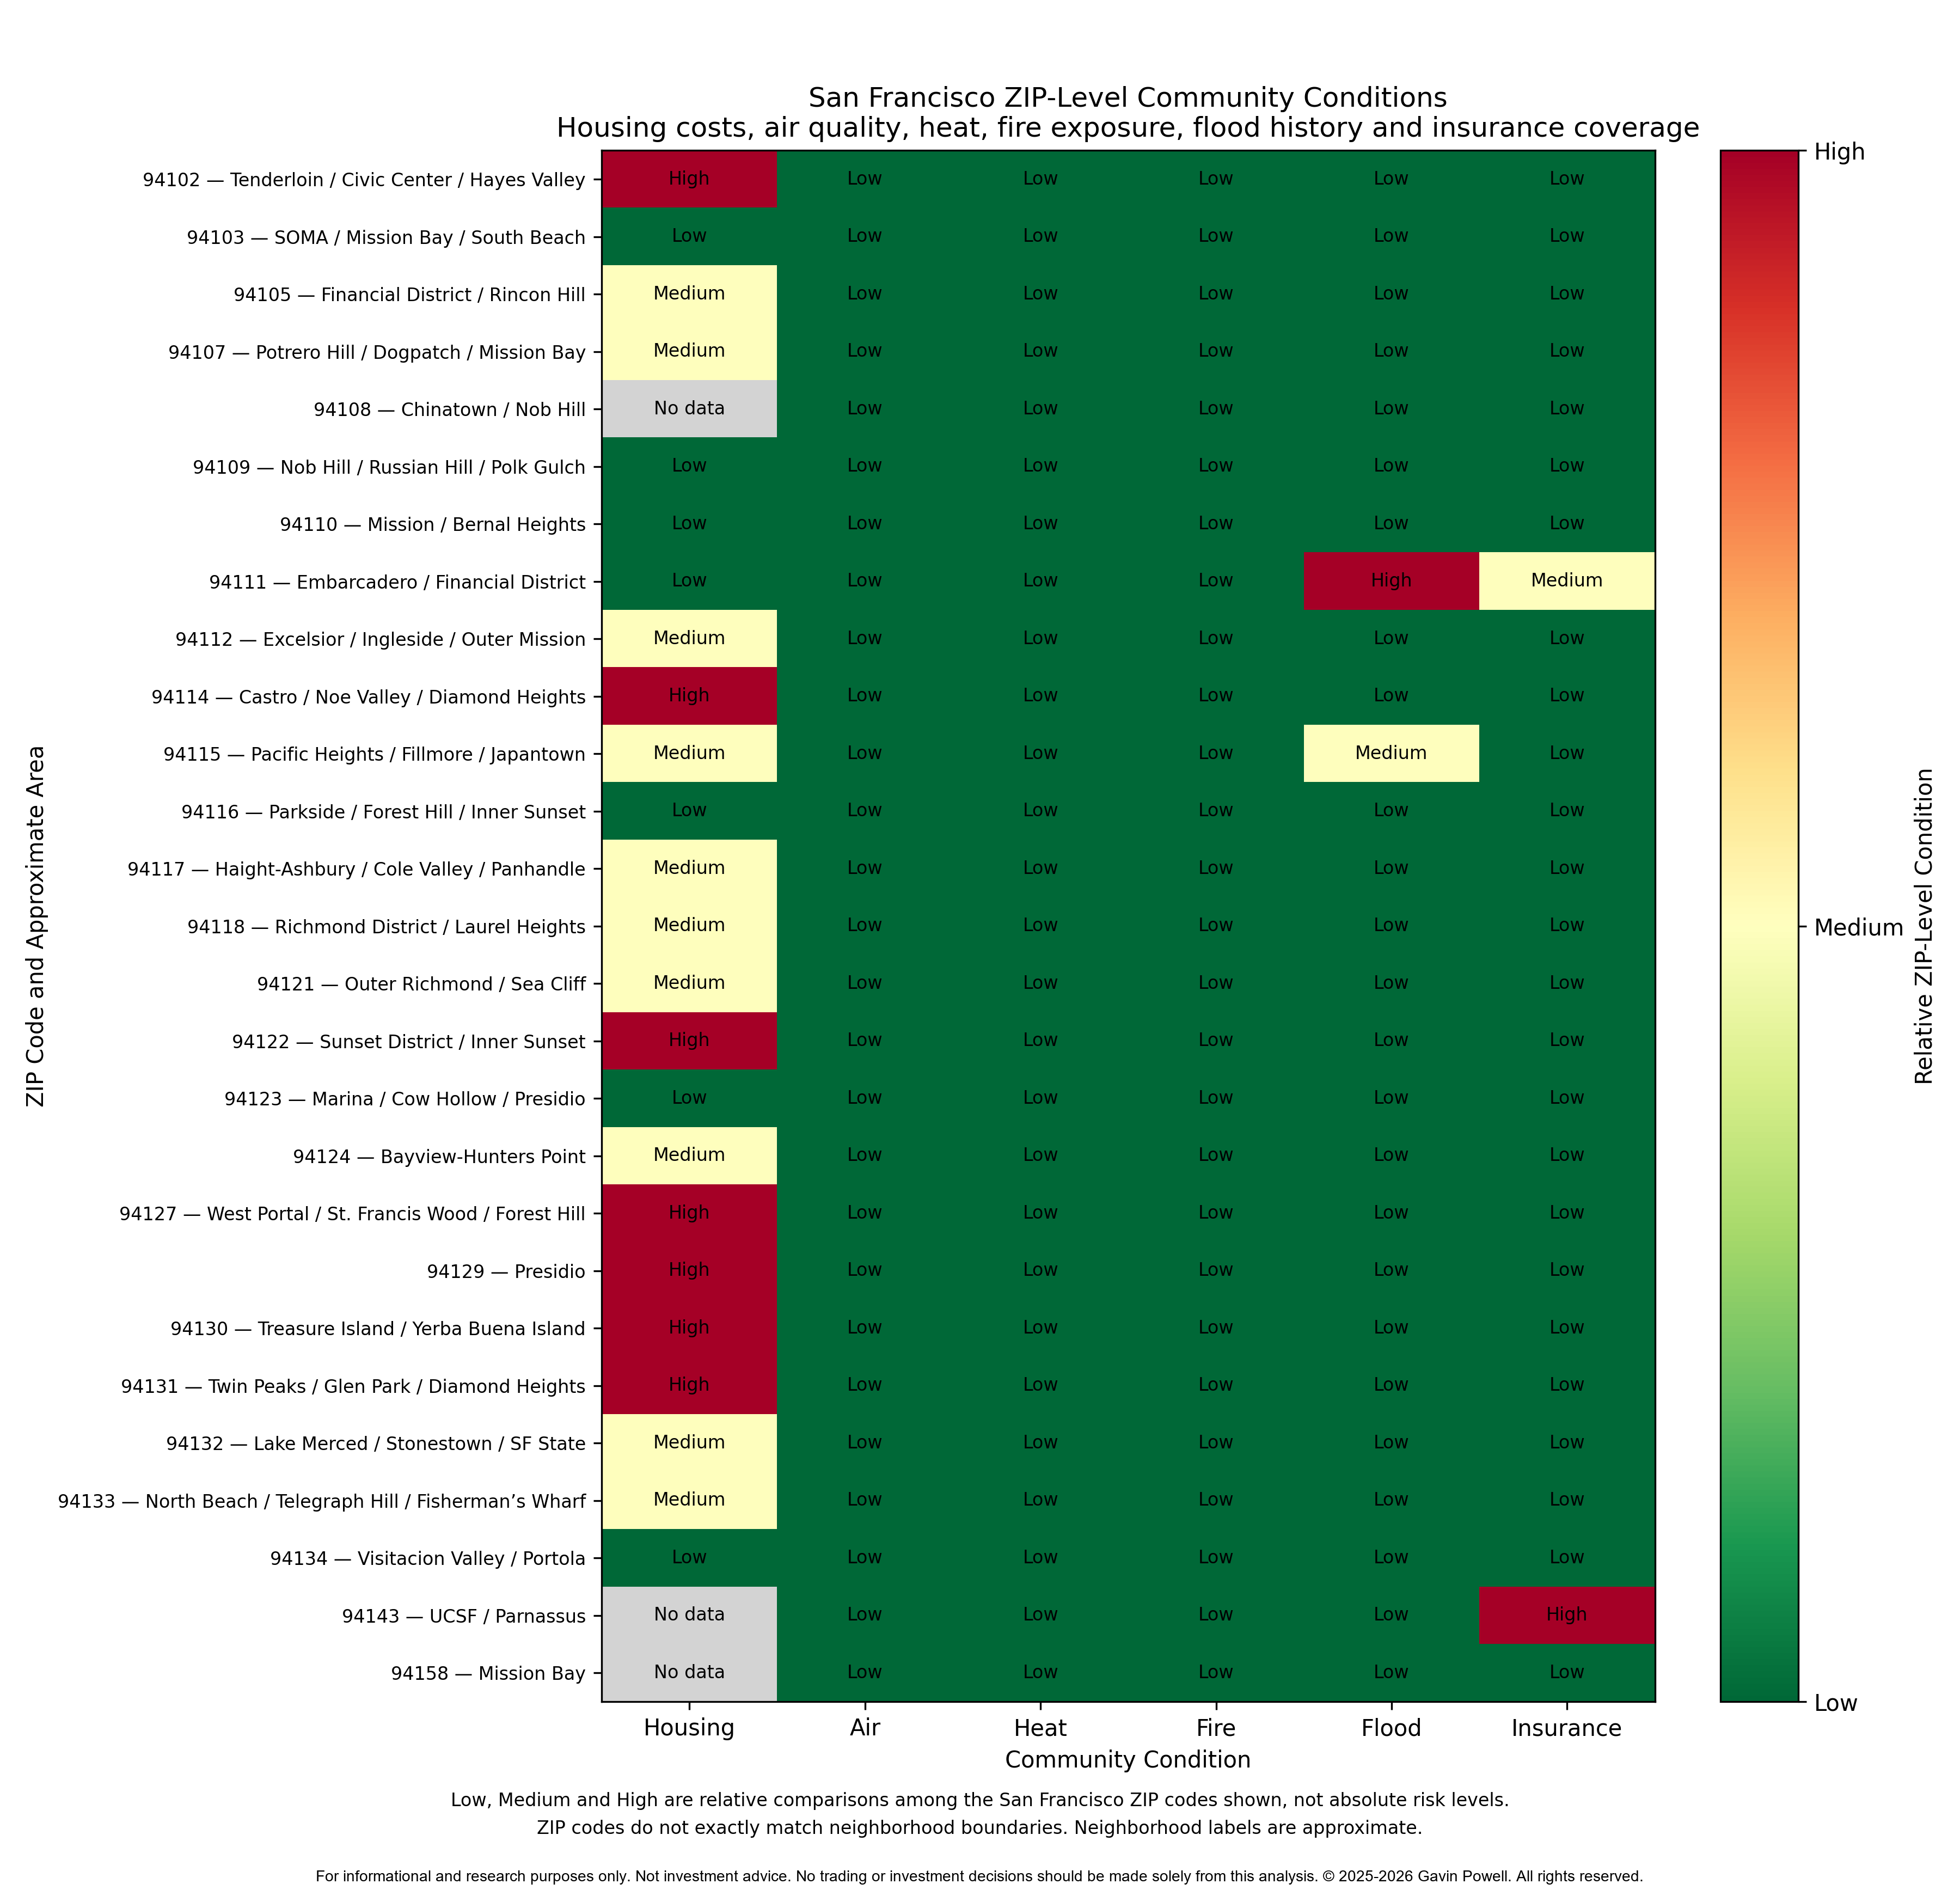 San Francisco ZIP-Level Community Conditions
Housing costs, air quality, heat, fire exposure, flood history and insurance coverage
ZIP Code and Approximate Area
94102 — Tenderloin / Civic Center / Hayes Valley High Low Low Low Low Low
94103 — SOMA / Mission Bay / South Beach Low Low Low Low Low Low
94105 — Financial District / Rincon Hill Medium Low Low Low Low Low
94107 — Potrero Hill / Dogpatch / Mission Bay Medium Low Low Low Low Low
94108 — Chinatown / Nob Hill No data Low Low Low Low Low
94109 — Nob Hill / Russian Hill / Polk Gulch Low Low Low Low Low Low
94110 — Mission / Bernal Heights Low Low Low Low Low Low
94111 — Embarcadero / Financial District Low Low Low Low High Medium
94112 — Excelsior / Ingleside / Outer Mission Medium Low Low Low Low Low
94114 — Castro / Noe Valley / Diamond Heights High Low Low Low Low Low
94115 — Pacific Heights / Fillmore / Japantown Medium Low Low Low Medium Low
94116 — Parkside / Forest Hill / Inner Sunset Low Low Low Low Low Low
94117 — Haight-Ashbury / Cole Valley / Panhandle Medium Low Low Low Low Low
94118 — Richmond District / Laurel Heights Medium Low Low Low Low Low
94121 — Outer Richmond / Sea Cliff Medium Low Low Low Low Low
94122 — Sunset District / Inner Sunset High Low Low Low Low Low
94123 — Marina / Cow Hollow / Presidio Low Low Low Low Low Low
94124 — Bayview-Hunters Point Medium Low Low Low Low Low
94127 — West Portal / St. Francis Wood / Forest Hill High Low Low Low Low Low
94129 — Presidio High Low Low Low Low Low
94130 — Treasure Island / Yerba Buena Island High Low Low Low Low Low
94131 — Twin Peaks / Glen Park / Diamond Heights High Low Low Low Low Low
94132 — Lake Merced / Stonestown / SF State Medium Low Low Low Low Low
94133 — North Beach / Telegraph Hill / Fisherman’s Wharf Medium Low Low Low Low Low
94134 — Visitacion Valley / Portola Low Low Low Low Low Low
94143 — UCSF / Parnassus No data Low Low Low Low High
94158 — Mission Bay No data Low Low Low Low Low
Housing Air Heat Fire Flood Insurance
Community Condition
High
Medium
Low
Relative ZIP-Level Condition
Low, Medium and High are relative comparisons among the San Francisco ZIP codes shown, not absolute risk levels.
ZIP codes do not exactly match neighborhood boundaries. Neighborhood labels are approximate.
For informational and research purposes only. Not investment advice. No trading or investment decisions should be made solely from this analysis. © 2025-2026 Gavin Powell. All rights reserved.